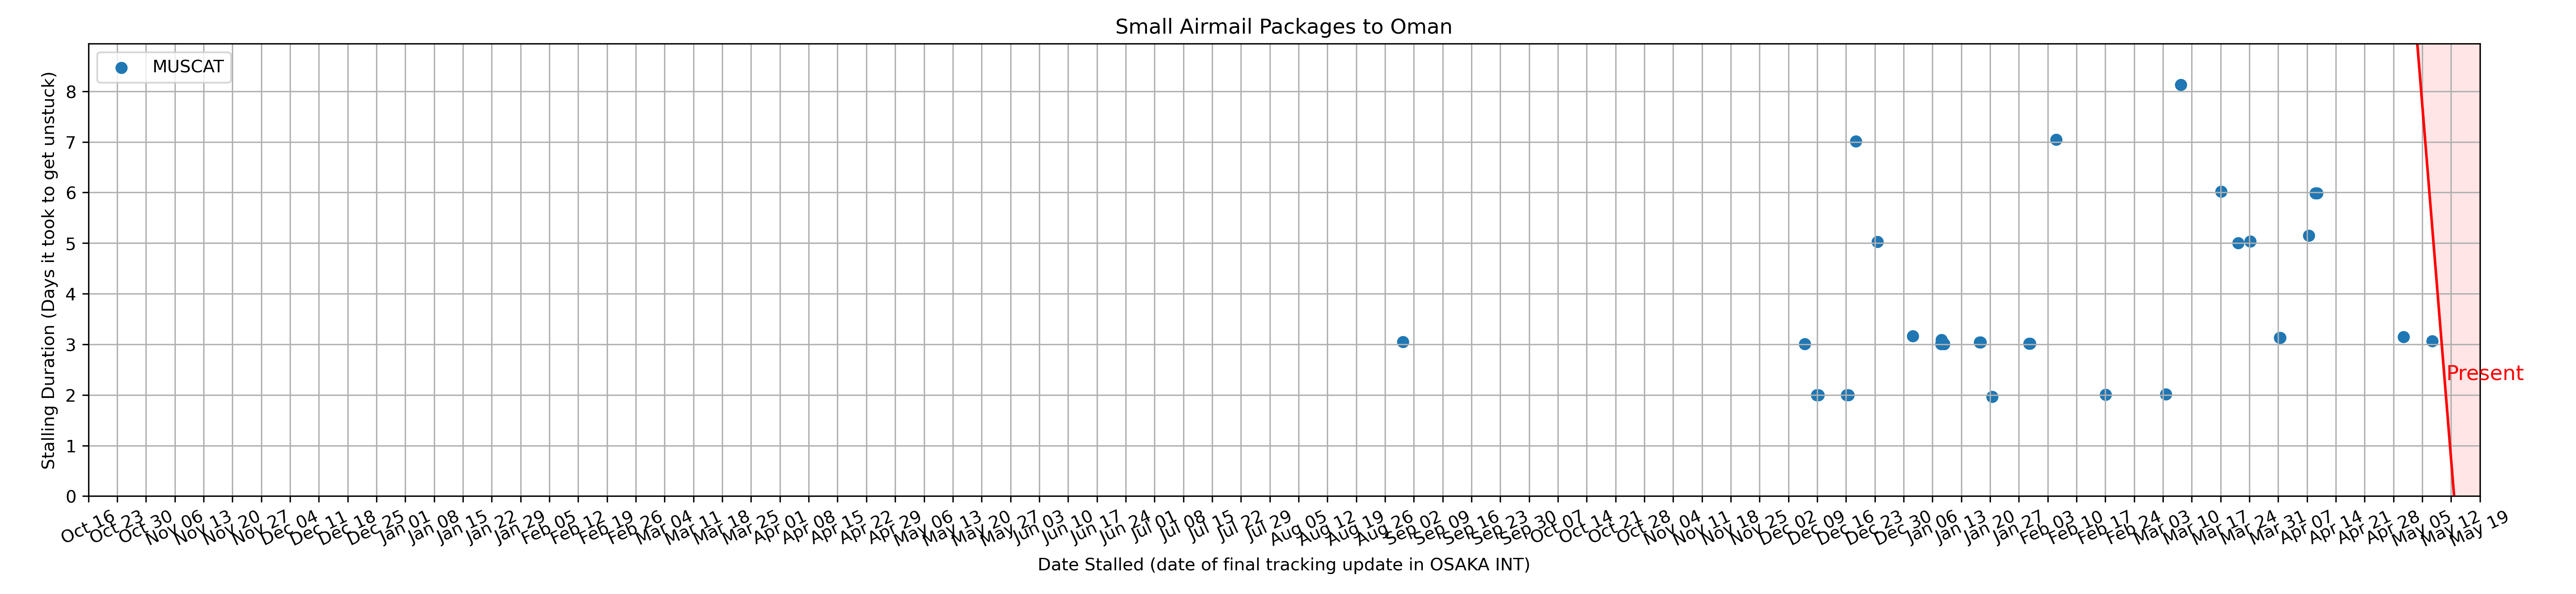 Small Airmail Packages to Oman
MUSCAT
Stalling Duration (Days it took to get unstuck)
8
7
6
5
4
3
2
1
0
Present
Oct 16 Oct 23 Oct 30 Nov 06 Nov 13 Nov 20 Nov 27 Dec 04 Dec 11 Dec 18 Dec 25 Jan 01 Jan 08 Jan 15 Jan 22 Jan 29 Feb 05 Feb 12 Feb 19 Feb 26 Mar 04 Mar 11 Mar 18 Mar 25 Apr 01 Apr 08 Apr 15 Apr 22 Apr 29 May 06 May 13 May 20 May 27 Jun 03 Jun 10 Jun 17 Jun 24 Jul 01 Jul 08 Jul 15 Jul 22 Jul 29 Aug 05 Aug 12 Aug 19 Aug 26 Sep 02 Sep 09 Sep 16 Sep 23 Sep 30 Oct 07 Oct 14 Oct 21 Oct 28 Nov 04 Nov 11 Nov 18 Nov 25 Dec 02 Dec 09 Dec 16 Dec 23 Dec 30 Jan 06 Jan 13 Jan 20 Jan 27 Feb 03 Feb 10 Feb 17 Feb 24 Mar 03 Mar 10 Mar 17 Mar 24 Mar 31 Apr 07 Apr 14 Apr 21 Apr 28 May 05 May 12 May 19
Date Stalled (date of final tracking update in OSAKA INT)